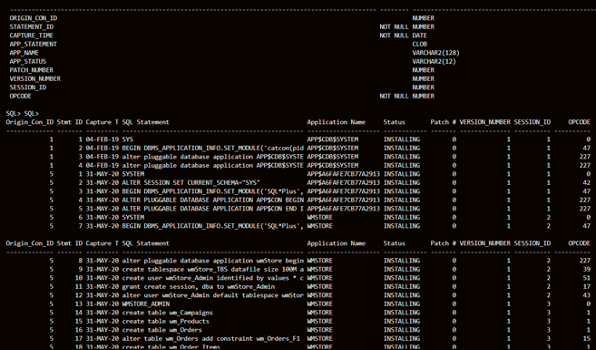 ORIGIN_CON_ID NUMBER
STATEMENT_ID NOT NULL NUMBER
CAPTURE_TIME NOT NULL DATE
APP_STATEMENT CLOB
APP_NAME VARCHAR2(128)
APP_STATUS VARCHAR2(12)
PATCH_NUMBER NUMBER
VERSION_NUMBER NUMBER
SESSION_ID NUMBER
OPCODE NOT NULL NUMBER
SQL> SQL>
Origin_Con_ID Stmt ID Capture T SQL Statement Application Name Status Patch # VERSION_NUMBER SESSION_ID OPCODE
1 1 04-FEB-19 SYS APP$CDB$SYSTEM INSTALLING 0 1 1 0
1 2 04-FEB-19 BEGIN DBMS_APPLICATION_INFO.SET_MODULE('catcon(pid APP$CDB$SYSTEM INSTALLING 0 1 1 47
1 3 04-FEB-19 alter pluggable database application APP$CDB$SYSTE APP$CDB$SYSTEM INSTALLING 0 1 1 227
1 4 04-FEB-19 alter pluggable database application APP$CDB$SYSTE APP$CDB$SYSTEM INSTALLING 0 1 1 227
5 1 31-MAY-20 SYSTEM APP$A6FAFE7CB77A2913 INSTALLING 0 1 1 0
5 2 31-MAY-20 ALTER SESSION SET CURRENT_SCHEMA="SYS" APP$A6FAFE7CB77A2913 INSTALLING 0 1 1 42
5 3 31-MAY-20 BEGIN DBMS_APPLICATION_INFO.SET_MODULE('SQL*Plus', APP$A6FAFE7CB77A2913 INSTALLING 0 1 1 47
5 4 31-MAY-20 ALTER PLUGGABLE DATABASE APPLICATION APP$CON BEGIN APP$A6FAFE7CB77A2913 INSTALLING 0 1 1 227
5 5 31-MAY-20 ALTER PLUGGABLE DATABASE APPLICATION APP$CON END I APP$A6FAFE7CB77A2913 INSTALLING 0 1 1 227
5 6 31-MAY-20 SYSTEM WMSTORE INSTALLING 0 1 2 0
5 7 31-MAY-20 BEGIN DBMS_APPLICATION_INFO.SET_MODULE('SQL*Plus', WMSTORE INSTALLING 0 1 2 47
Origin_Con_ID Stmt ID Capture T SQL Statement Application Name Status Patch # VERSION_NUMBER SESSION_ID OPCODE
5 8 31-MAY-20 alter pluggable database application wmStore begin WMSTORE INSTALLING 0 1 2 227
5 9 31-MAY-20 create tablespace wmStore_TBS datafile size 100M a WMSTORE INSTALLING 0 1 2 39
5 10 31-MAY-20 create user wmStore_Admin identified by values * c WMSTORE INSTALLING 0 1 2 51
5 11 31-MAY-20 grant create session, dba to wmStore_Admin WMSTORE INSTALLING 0 1 2 17
5 12 31-MAY-20 alter user wmStore_Admin default tablespace wmStor WMSTORE INSTALLING 0 1 2 43
5 13 31-MAY-20 WMSTORE_ADMIN WMSTORE INSTALLING 0 1 3 0
5 14 31-MAY-20 create table wm_Campaigns WMSTORE INSTALLING 0 1 3 1
5 15 31-MAY-20 create table wm_Products WMSTORE INSTALLING 0 1 3 1
5 16 31-MAY-20 create table wm_Orders WMSTORE INSTALLING 0 1 3 1
5 17 31-MAY-20 alter table wm_Orders add constraint wm_Orders_F1 WMSTORE INSTALLING 0 1 3 15
5 18 31-MAY-20 create table wm_Order_Items WMSTORE INSTALLING 0 1 3 1